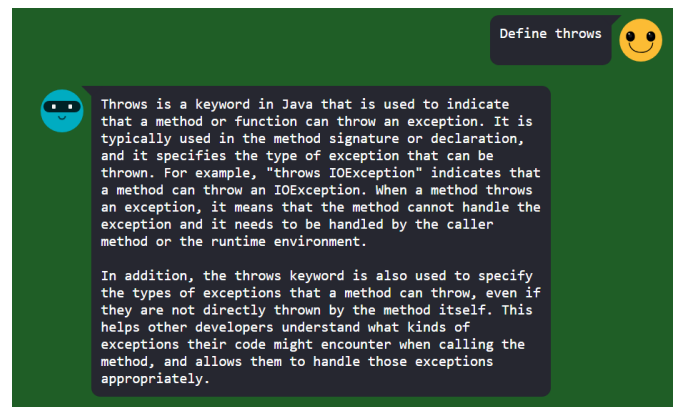 Define throws
Throws is a keyword in Java that is used to indicate
that a method or function can throw an exception. It is
typically used in the method signature or declaration,
and it specifies the type of exception that can be
thrown. For example, "throws IOException" indicates that
a method can throw an IOException. When a method throws
an exception, it means that the method cannot handle the
exception and it needs to be handled by the caller
method or the runtime environment.
In addition, the throws keyword is also used to specify
the types of exceptions that a method can throw, even if
they are not directly thrown by the method itself. This
helps other developers understand what kinds of
exceptions their code might encounter when calling the
method, and allows them to handle those exceptions
appropriately.